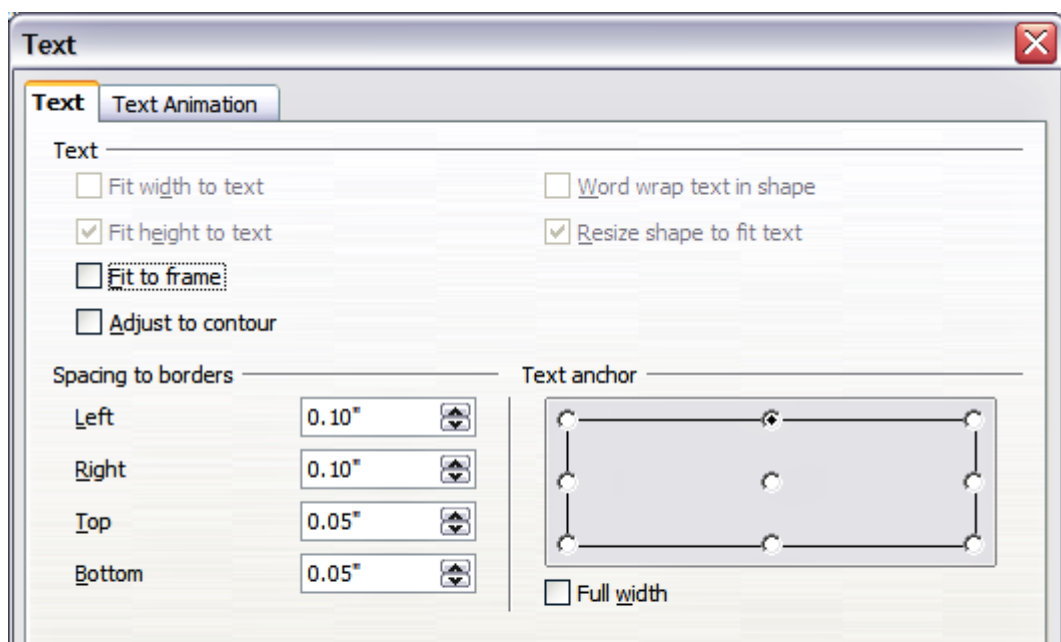 Text
Text Text Animation
Text
Fit width to text Word wrap text in shape
Fit height to text Resize shape to fit text
Fit to frame
Adjust to contour
Spacing to borders Text anchor
Left 0.10"
Right 0.10"
Top 0.05"
Bottom 0.05"
Full width